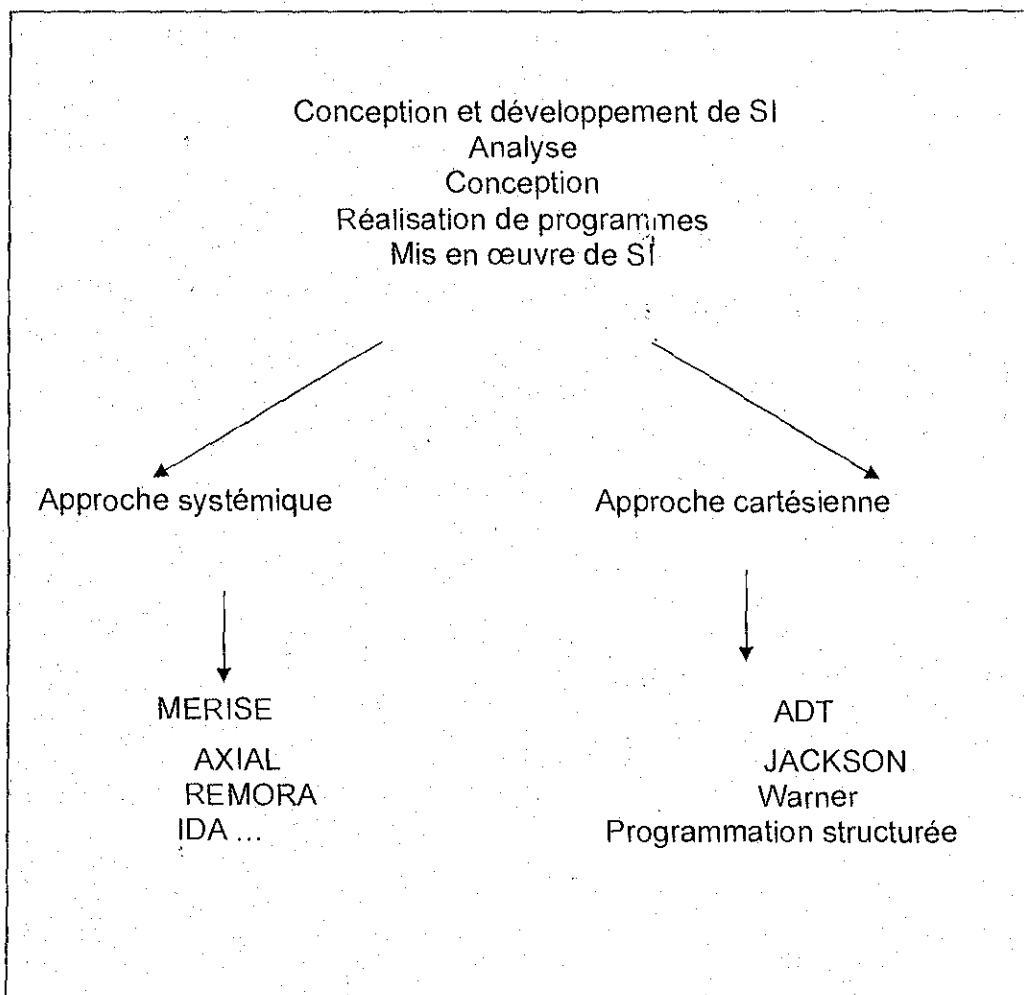 Conception et développement de SI
Analyse
Conception
Réalisation de programmes
Mis en œuvre de SI
Approche systémique
Approche cartésienne
MERISE
AXIAL
REMORA
IDA ...
ADT
JACKSON
Warner
Programmation structurée